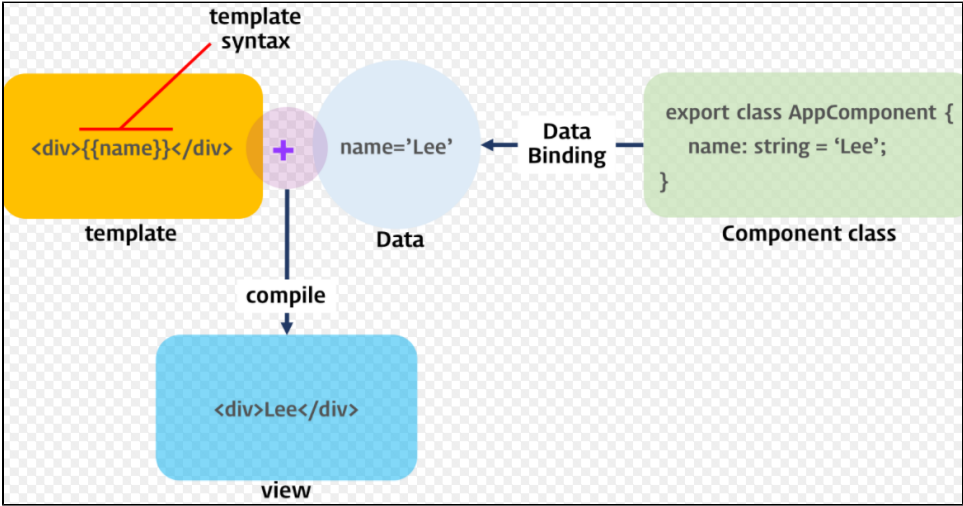 template
syntax
<div>{{name}}</div>
+
name=’Lee’
Data
Binding
export class AppComponent {
name: string = ‘Lee’;
}
template
Data
Component class
compile
<div>Lee</div>
view